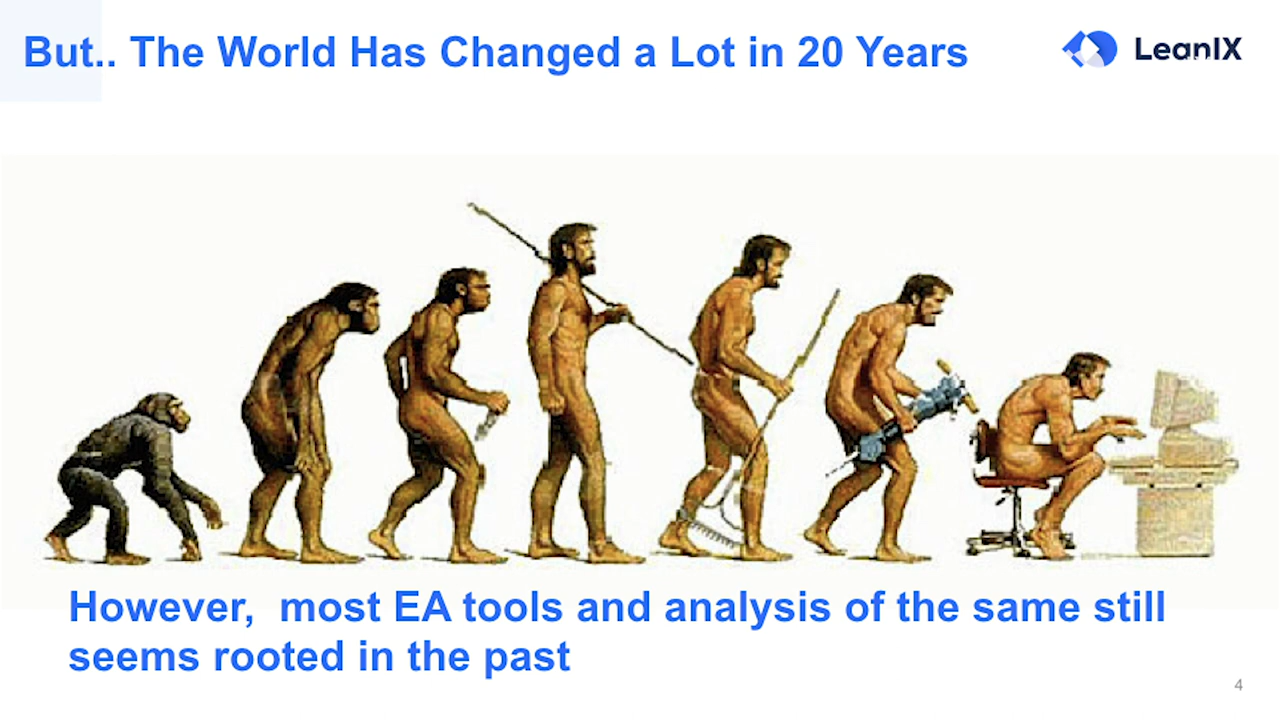 But.. The World Has Changed a Lot in 20 Years
LeanIX
However,  most EA tools and analysis of the same still
seems rooted in the past
4